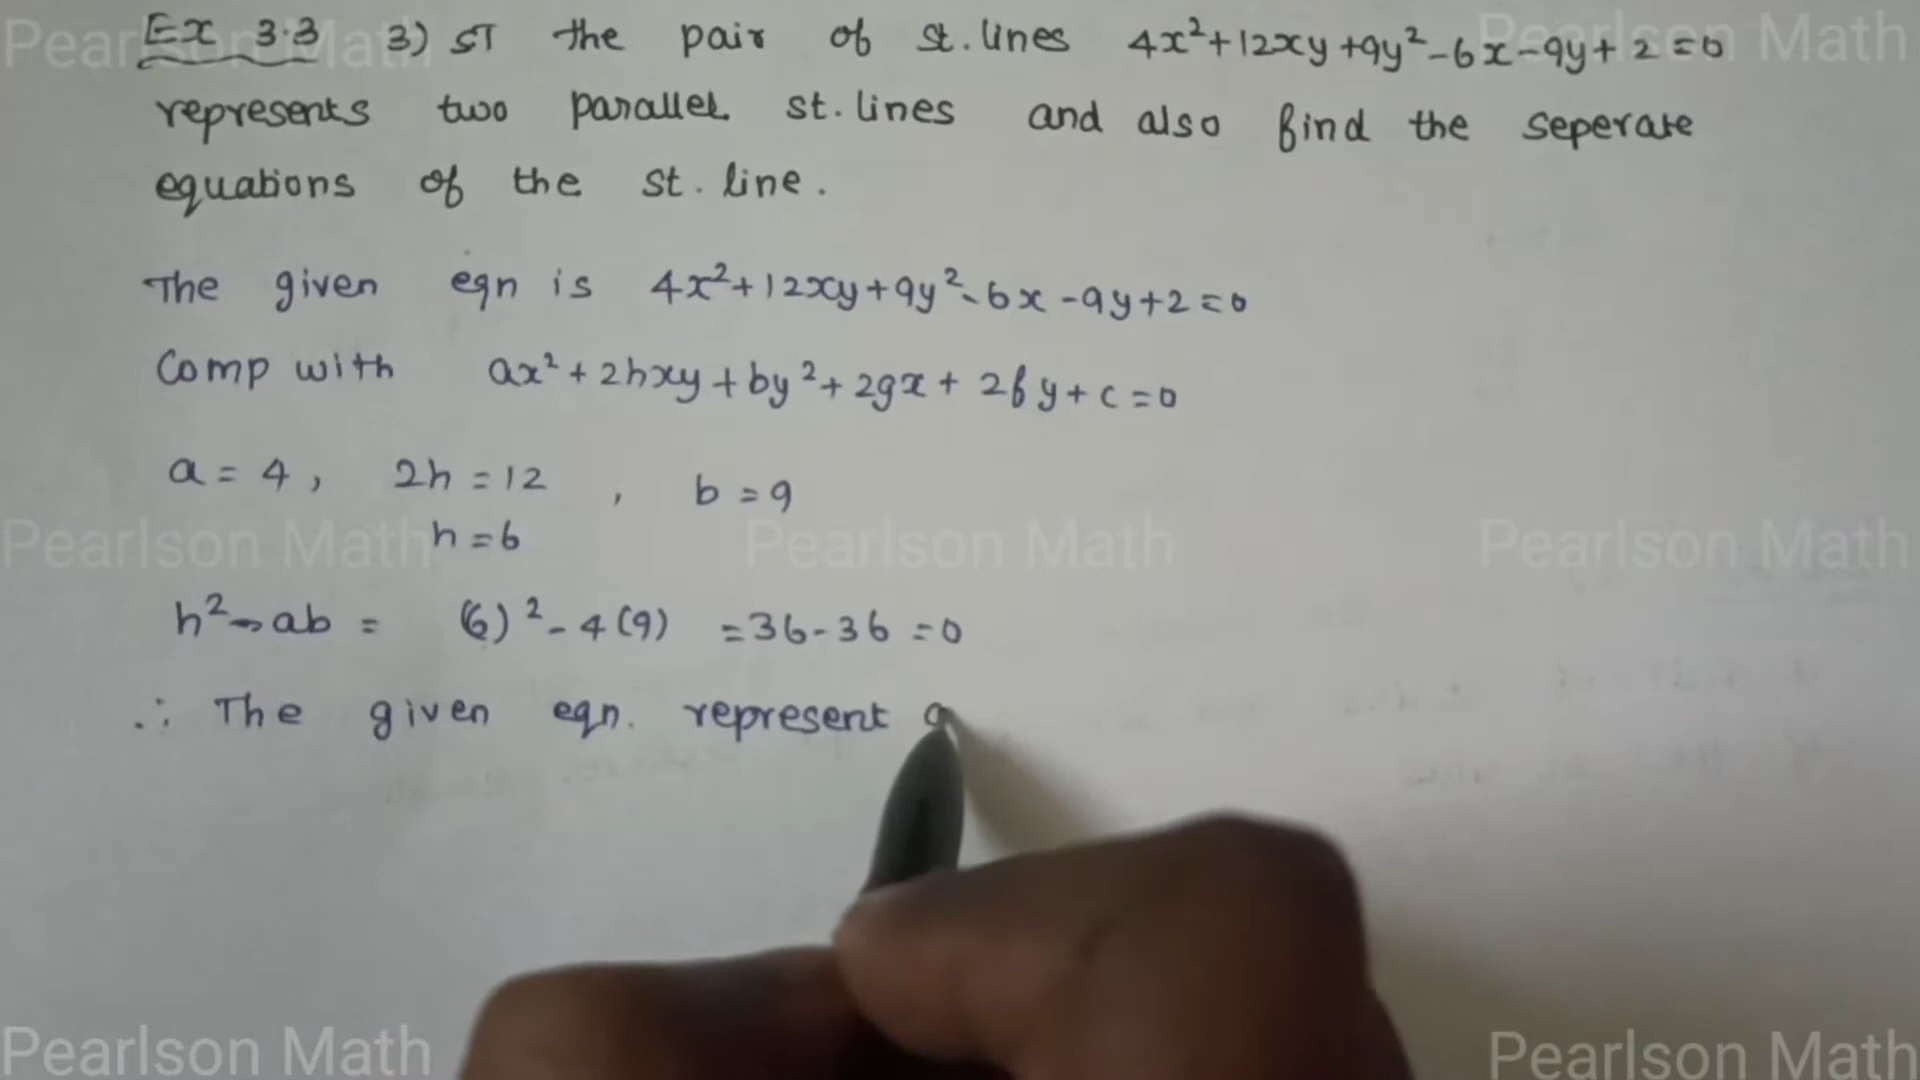 Ex 3.3 3) ST the pair of st. lines 4x²+12xy+9y²-6x-9y+2=0
represents two parallel st. lines and also find the seperate
equations of the st. line.
The given eqn is 4x²+12xy+9y²-6x-9y+2=0
Comp with ax²+2hxy+by²+2gx+2fy+c=0
a=4, 2h=12, b=9
h=6
h²-ab = (6)²-4(9) =36-36=0
∴ The given eqn. represent a
Pearlson Math
Pearlson Math
Pearlson Math
Pearlson Math
Pearlson Math
Pearlson Math
Pearlson Math